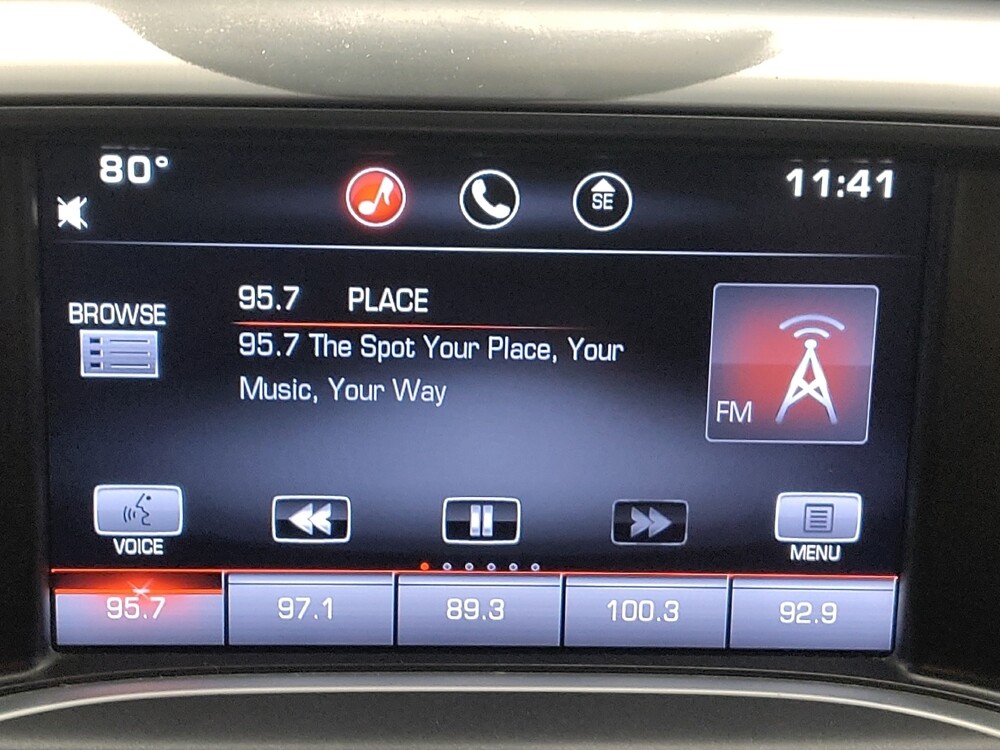 80°
11:41
SE
BROWSE
95.7 PLACE
95.7 The Spot Your Place, Your
Music, Your Way
FM
VOICE
MENU
95.7 97.1 89.3 100.3 92.9